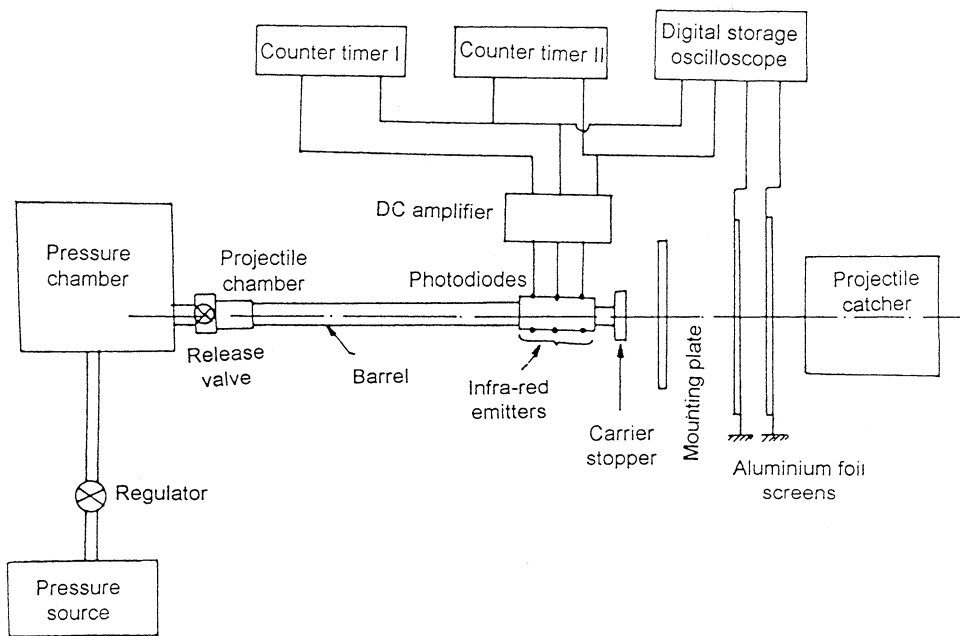 Counter timer I
Counter timer II
Digital storage
oscilloscope
DC amplifier
Pressure
chamber
Projectile
chamber
Photodiodes
Projectile
catcher
Release
valve
Barrel
Infra-red
emitters
Carrier
stopper
Mounting plate
Aluminium foil
screens
Regulator
Pressure
source